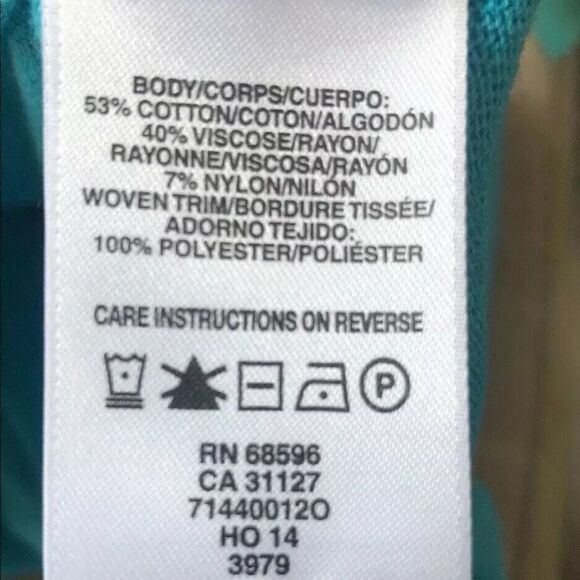 BODY/CORPS/CUERPO:
53% COTTON/COTON/ALGODÓN
40% VISCOSE/RAYON/
RAYONNE/VISCOSA/RAYÓN
7% NYLON/NILÓN
WOVEN TRIM/BORDURE TISSÉE/
ADORNO TEJIDO:
100% POLYESTER/POLIÉSTER
CARE INSTRUCTIONS ON REVERSE
P
RN 68596
CA 31127
71440012O
HO 14
3979